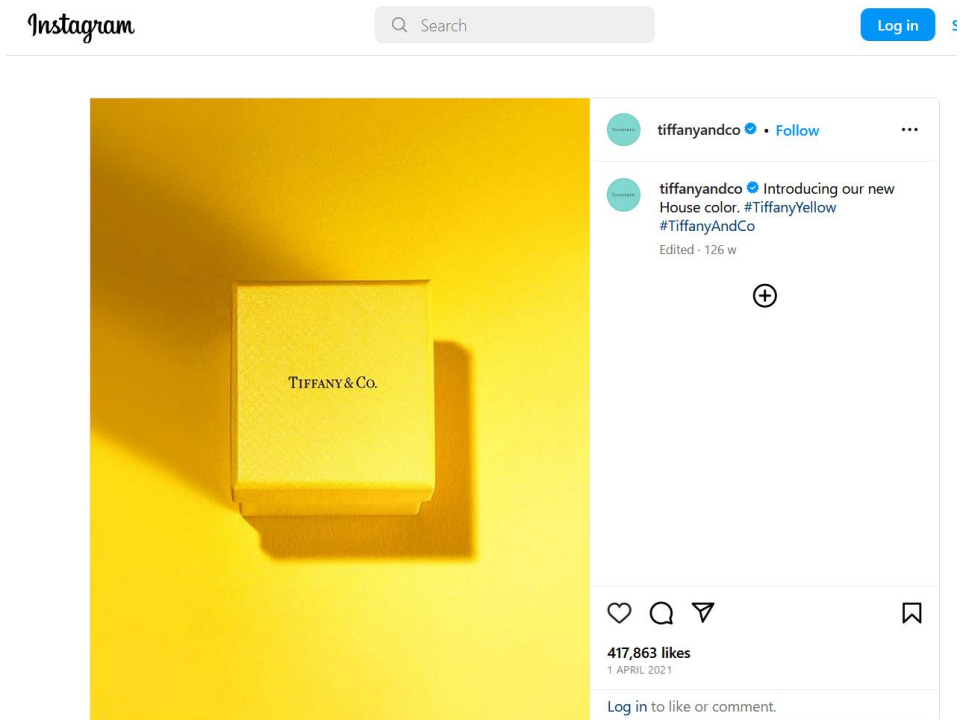 Instagram
Search
Log in
TIFFANY & CO.
tiffanyandco • Follow
tiffanyandco Introducing our new
House color. #TiffanyYellow
#TiffanyAndCo
Edited · 126 w
417,863 likes
1 APRIL 2021
Log in to like or comment.